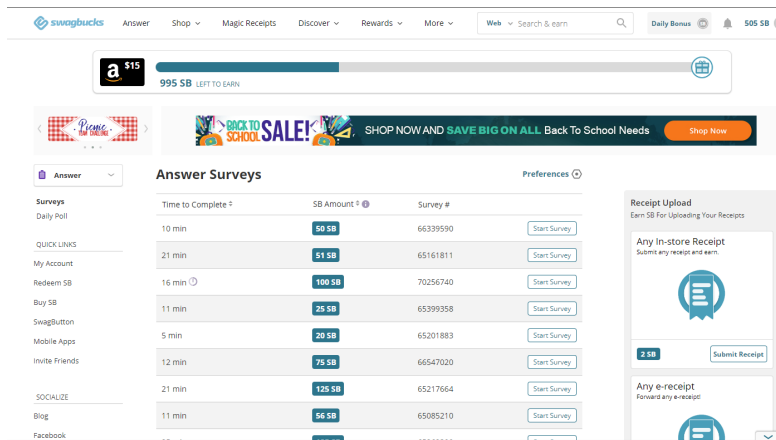 swagbucks Answer Shop Magic Receipts Discover Rewards More Web Search & earn Daily Bonus SB 505 SB
a $15
995 SB LEFT TO EARN
Picnic
TEAM CHALLENGE
BACK TO SCHOOL SALE! SHOP NOW AND SAVE BIG ON ALL Back To School Needs Shop Now
Answer
Surveys
Daily Poll
QUICK LINKS
My Account
Redeem SB
Buy SB
SwagButton
Mobile Apps
Invite Friends
SOCIALIZE
Blog
Facebook
Answer Surveys Preferences
Time to Complete SB Amount Survey #
10 min 50 SB 66339590 Start Survey
21 min 51 SB 65161811 Start Survey
16 min 100 SB 70256740 Start Survey
11 min 25 SB 65399358 Start Survey
5 min 20 SB 65201883 Start Survey
12 min 75 SB 66547020 Start Survey
21 min 125 SB 65217664 Start Survey
11 min 56 SB 65085210 Start Survey
Receipt Upload
Earn SB For Uploading Your Receipts
Any In-store Receipt
Submit any receipt and earn.
2 SB Submit Receipt
Any e-receipt
Forward any e-receipt!